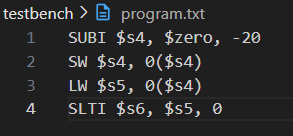 testbench > program.txt
1 SUBI $s4, $zero, -20
2 SW $s4, 0($s4)
3 LW $s5, 0($s4)
4 SLTI $s6, $s5, 0